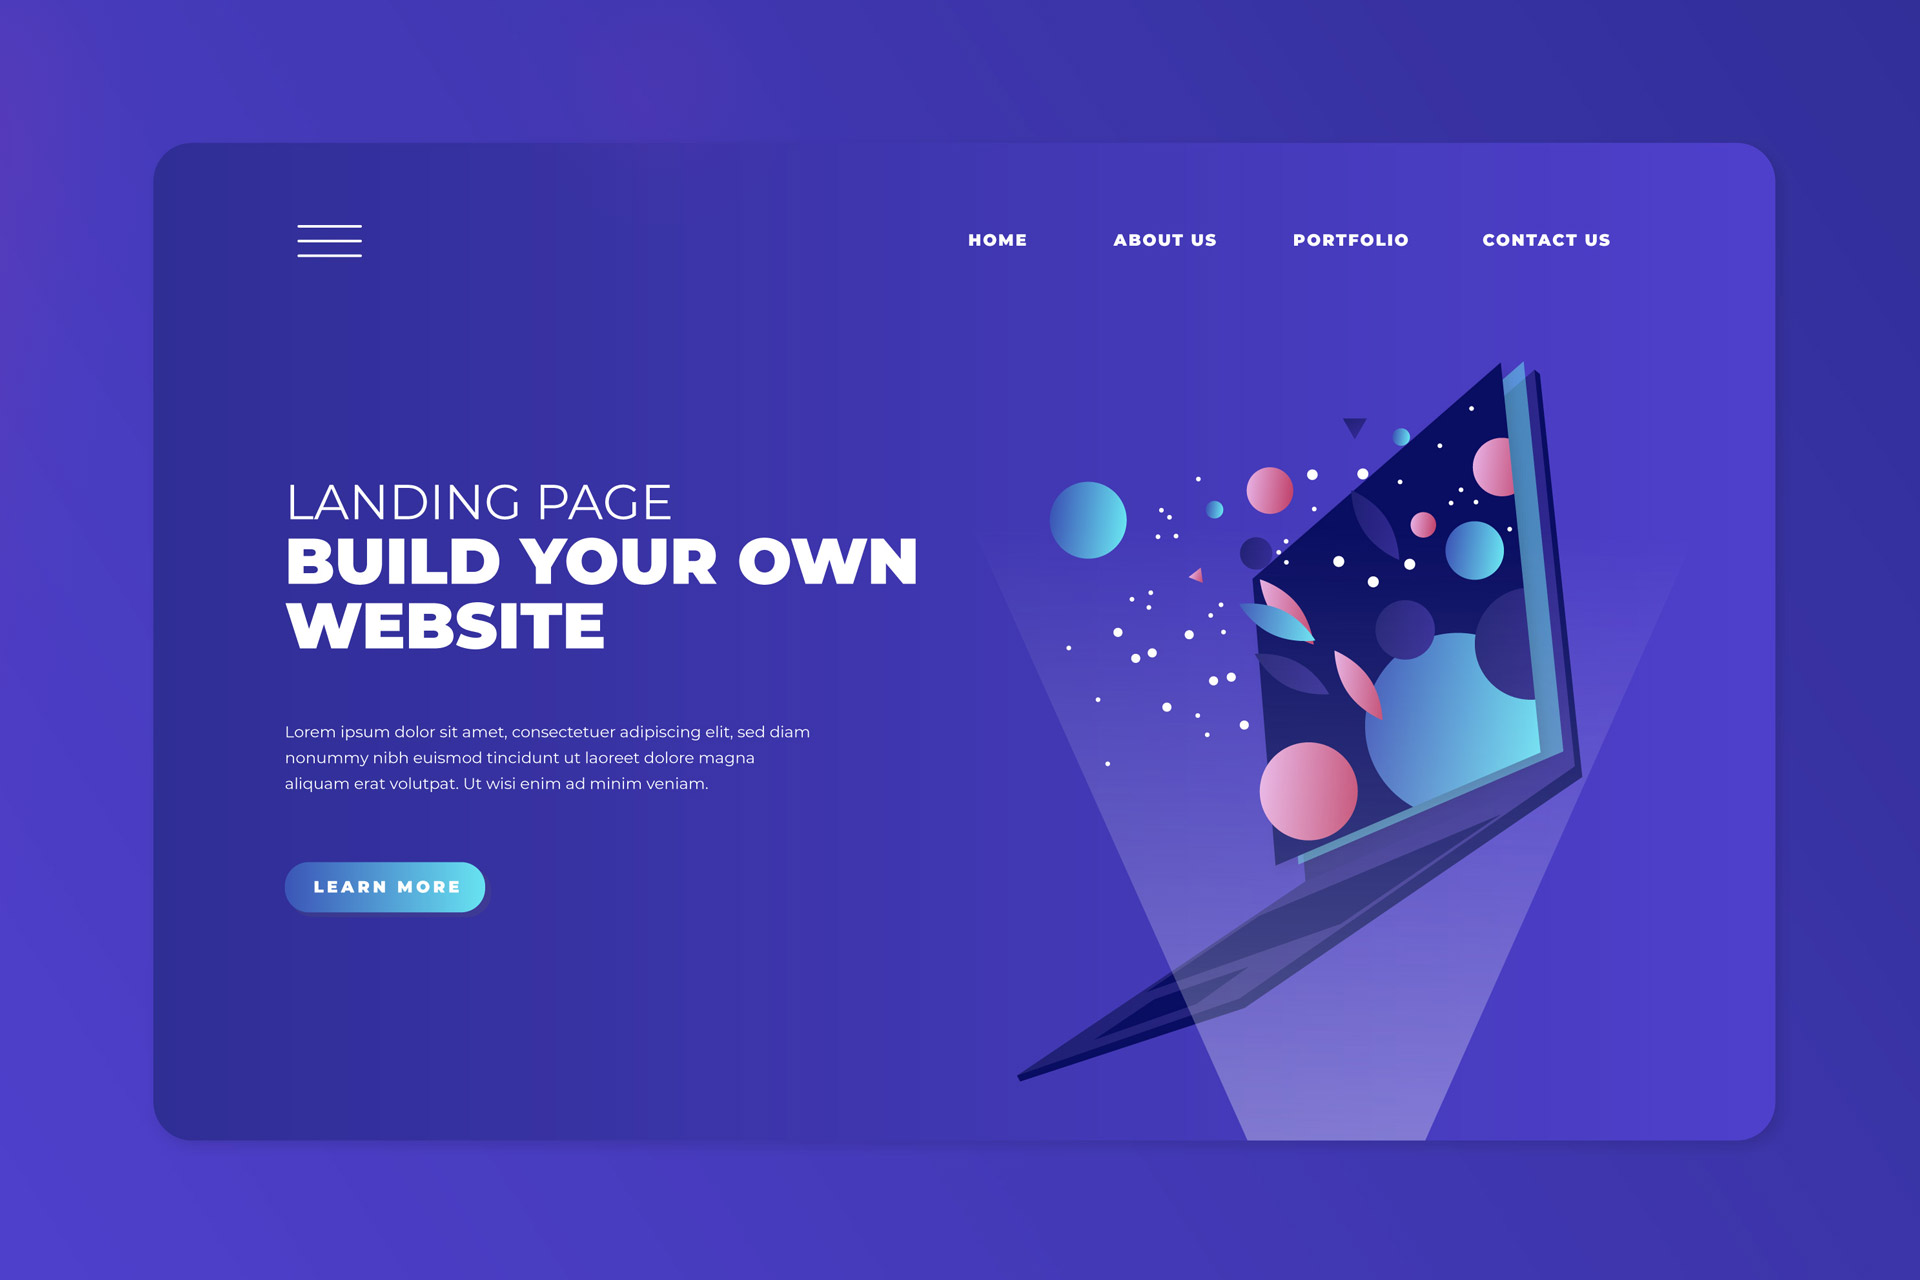 HOME ABOUT US PORTFOLIO CONTACT US
LANDING PAGE
BUILD YOUR OWN
WEBSITE
Lorem ipsum dolor sit amet, consectetuer adipiscing elit, sed diam
nonummy nibh euismod tincidunt ut laoreet dolore magna
aliquam erat volutpat. Ut wisi enim ad minim veniam.
LEARN MORE